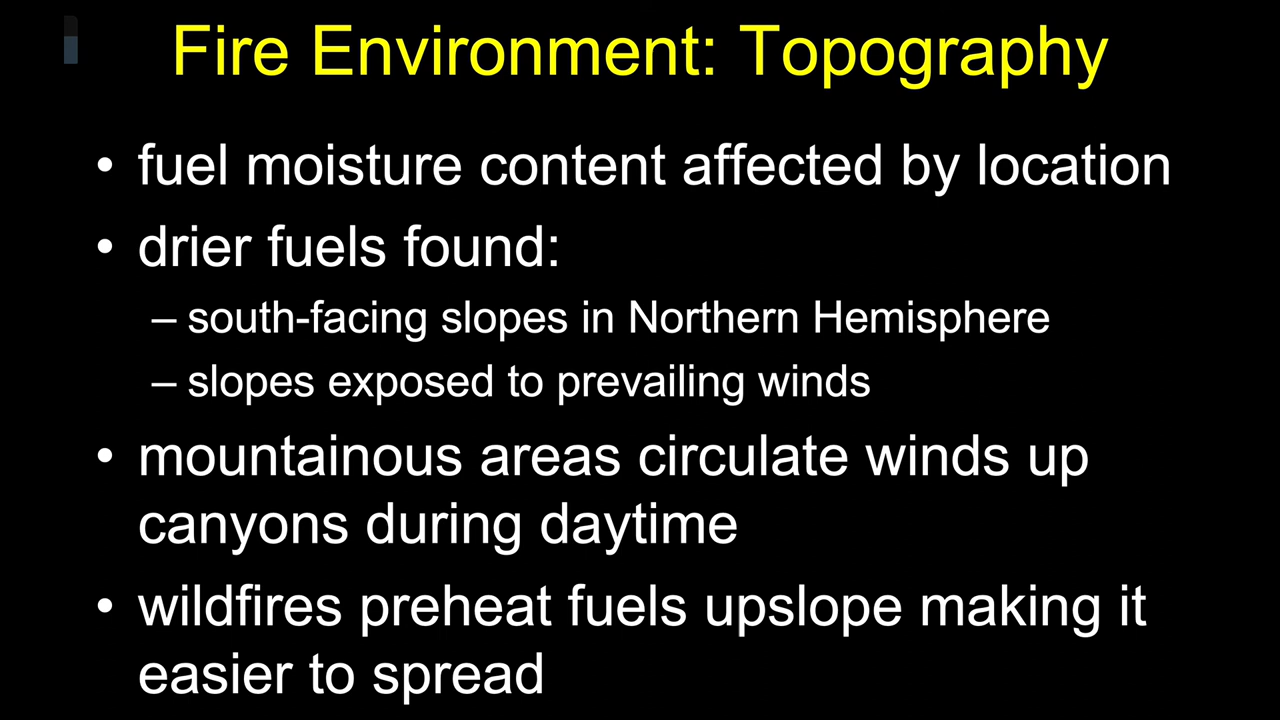 Fire Environment: Topography
• fuel moisture content affected by location
• drier fuels found:
– south-facing slopes in Northern Hemisphere
– slopes exposed to prevailing winds
• mountainous areas circulate winds up
canyons during daytime
• wildfires preheat fuels upslope making it
easier to spread